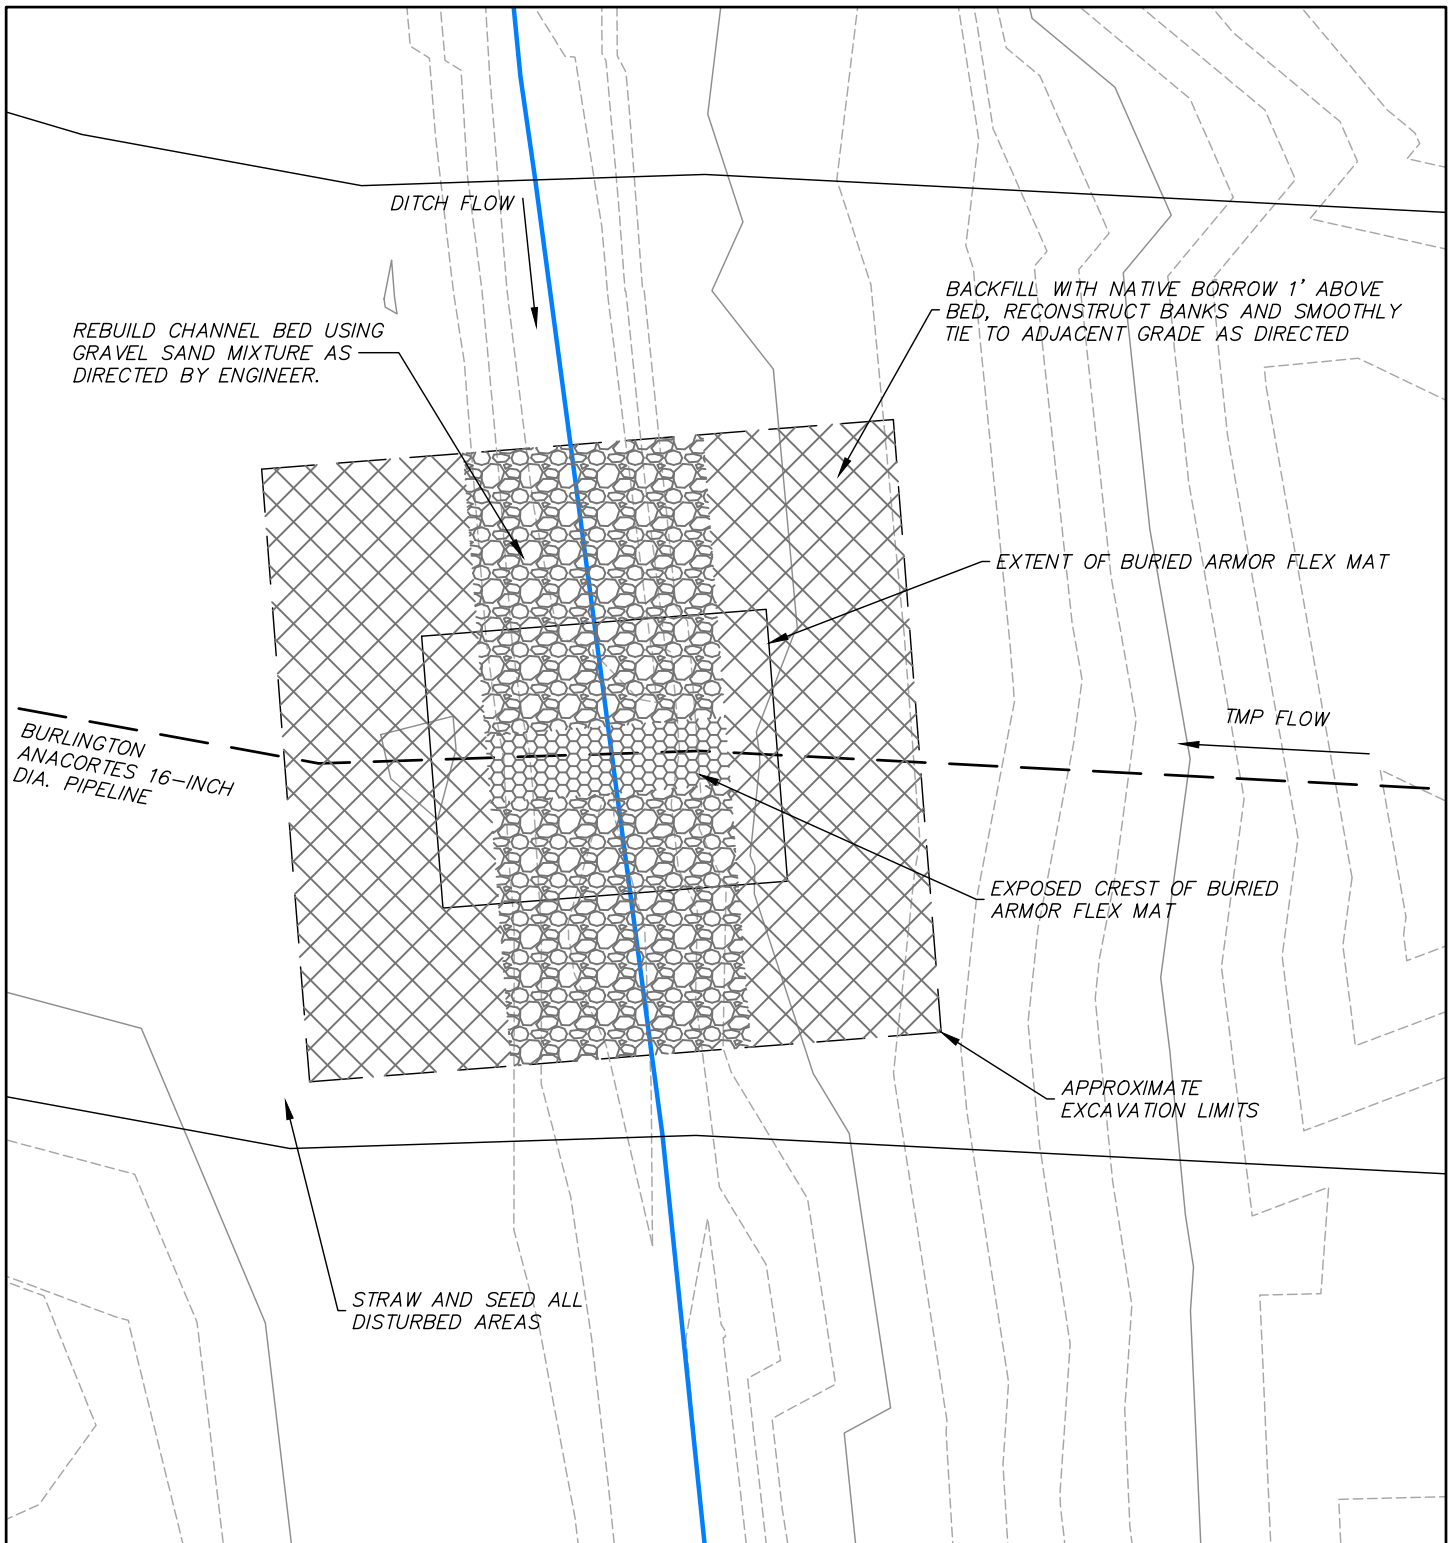 DITCH FLOW
BACKFILL WITH NATIVE BORROW 1' ABOVE
BED, RECONSTRUCT BANKS AND SMOOTHLY
TIE TO ADJACENT GRADE AS DIRECTED
REBUILD CHANNEL BED USING
GRAVEL SAND MIXTURE AS
DIRECTED BY ENGINEER.
EXTENT OF BURIED ARMOR FLEX MAT
TMP FLOW
BURLINGTON
ANACORTES 16-INCH
DIA. PIPELINE
EXPOSED CREST OF BURIED
ARMOR FLEX MAT
APPROXIMATE
EXCAVATION LIMITS
STRAW AND SEED ALL
DISTURBED AREAS